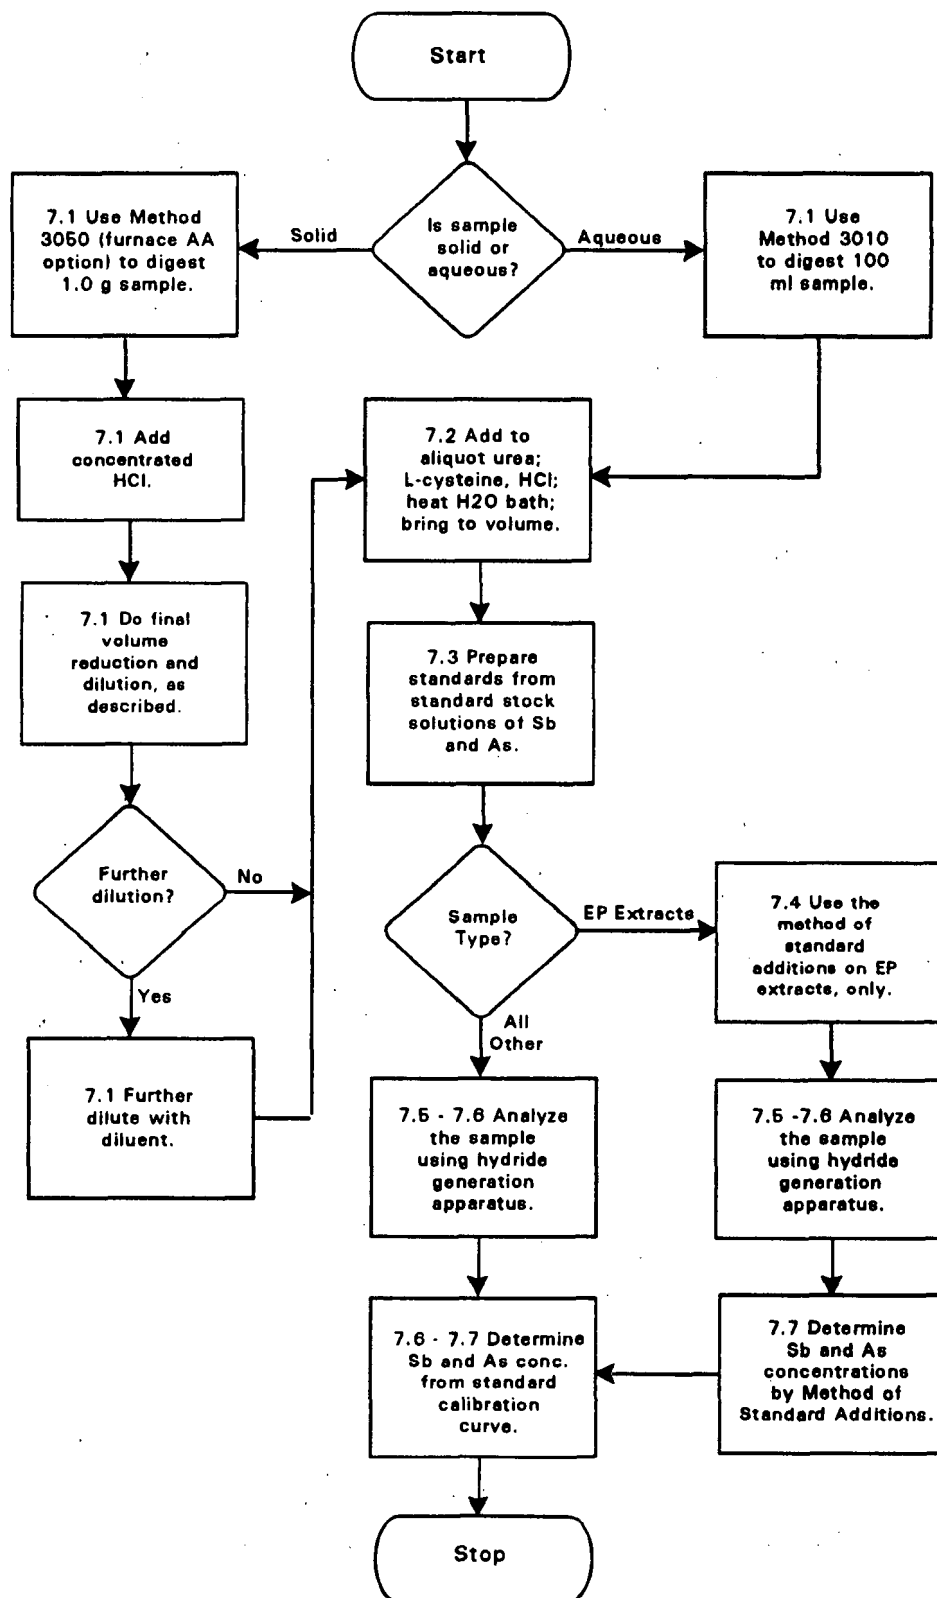 Start
Is sample
solid or
aqueous?
Solid
Aqueous
7.1 Use Method
3050 (furnace AA
option) to digest
1.0 g sample.
7.1 Use
Method 3010
to digest 100
ml sample.
7.1 Add
concentrated
HCl.
7.2 Add to
aliquot urea;
L-cysteine, HCl;
heat H2O bath;
bring to volume.
7.1 Do final
volume
reduction and
dilution, as
described.
7.3 Prepare
standards from
standard stock
solutions of Sb
and As.
Further
dilution?
No
Yes
Sample
Type?
EP Extracts
All
Other
7.4 Use the
method of
standard
additions on EP
extracts, only.
7.1 Further
dilute with
diluent.
7.5 - 7.6 Analyze
the sample
using hydride
generation
apparatus.
7.5 -7.6 Analyze
the sample
using hydride
generation
apparatus.
7.6 - 7.7 Determine
Sb and As conc.
from standard
calibration
curve.
7.7 Determine
Sb and As
concentrations
by Method of
Standard Additions.
Stop